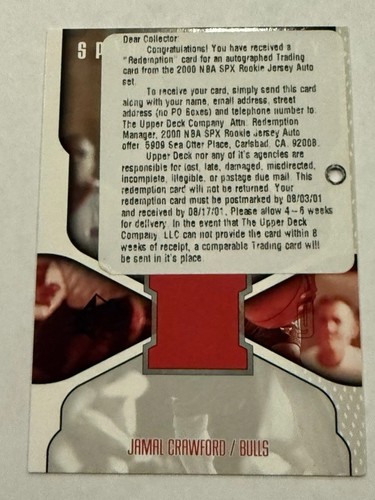 SP
Dear Collector:
Congratulations! You have received a
"Redemption" card for an autographed Trading
card from the 2000 NBA SPX Rookie Jersey Auto
set.
To receive your card, simply send this card
along with your name, email address, street
address (no PO Boxes) and telephone number to:
The Upper Deck Company. Attn: Redemption
Manager, 2000 NBA SPX Rookie Jersey Auto
offer. 5909 Sea Otter Place, Carlsbad, CA. 92008.
Upper Deck nor any of it's agencies are
responsible for lost, late, damaged, misdirected,
incomplete, illegible, or postage due mail. This
redemption card will not be returned. Your
redemption card must be postmarked by 08/03/01
and received by 08/17/01. Please allow 4-6 weeks
for delivery. In the event that The Upper Deck
Company, LLC can not provide the card within 8
weeks of receipt, a comparable Trading card will
be sent in it's place.
JAMAL CRAWFORD / BULLS